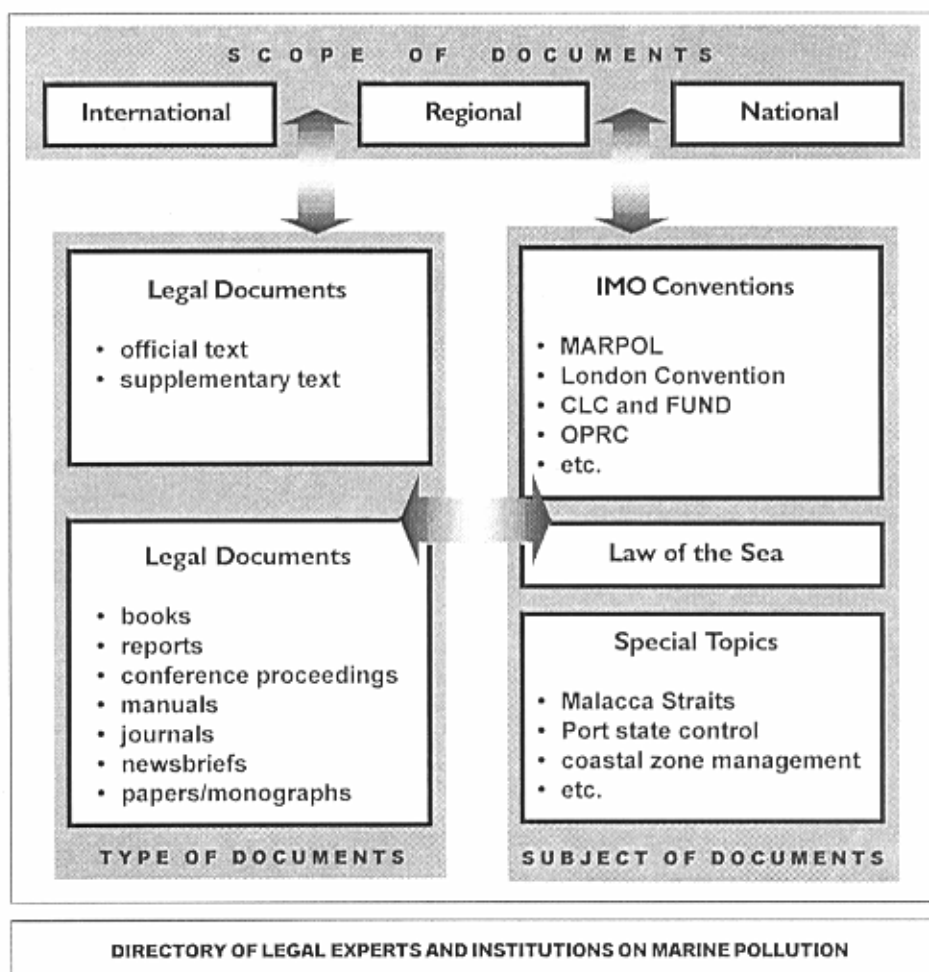 SCOPE OF DOCUMENTS
International
Regional
National
Legal Documents
• official text
• supplementary text
Legal Documents
• books
• reports
• conference proceedings
• manuals
• journals
• newsbriefs
• papers/monographs
TYPE OF DOCUMENTS
IMO Conventions
• MARPOL
• London Convention
• CLC and FUND
• OPRC
• etc.
Law of the Sea
Special Topics
• Malacca Straits
• Port state control
• coastal zone management
• etc.
SUBJECT OF DOCUMENTS
DIRECTORY OF LEGAL EXPERTS AND INSTITUTIONS ON MARINE POLLUTION